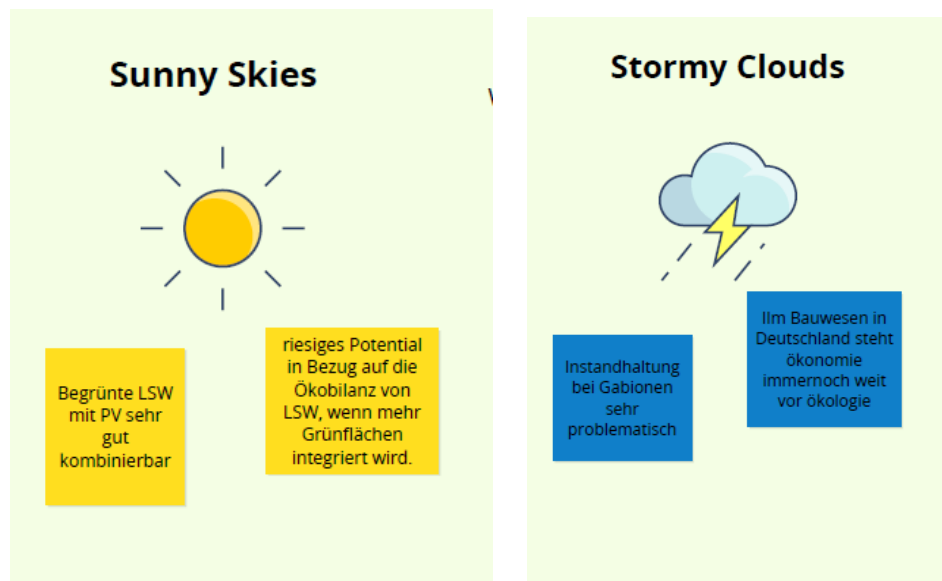 Sunny Skies
Begrünte LSW
mit PV sehr
gut
kombinierbar
riesiges Potential
in Bezug auf die
Ökobilanz von
LSW, wenn mehr
Grünflächen
integriert wird.
Stormy Clouds
Instandhaltung
bei Gabionen
sehr
problematisch
IIm Bauwesen in
Deutschland steht
ökonomie
immernoch weit
vor ökologie